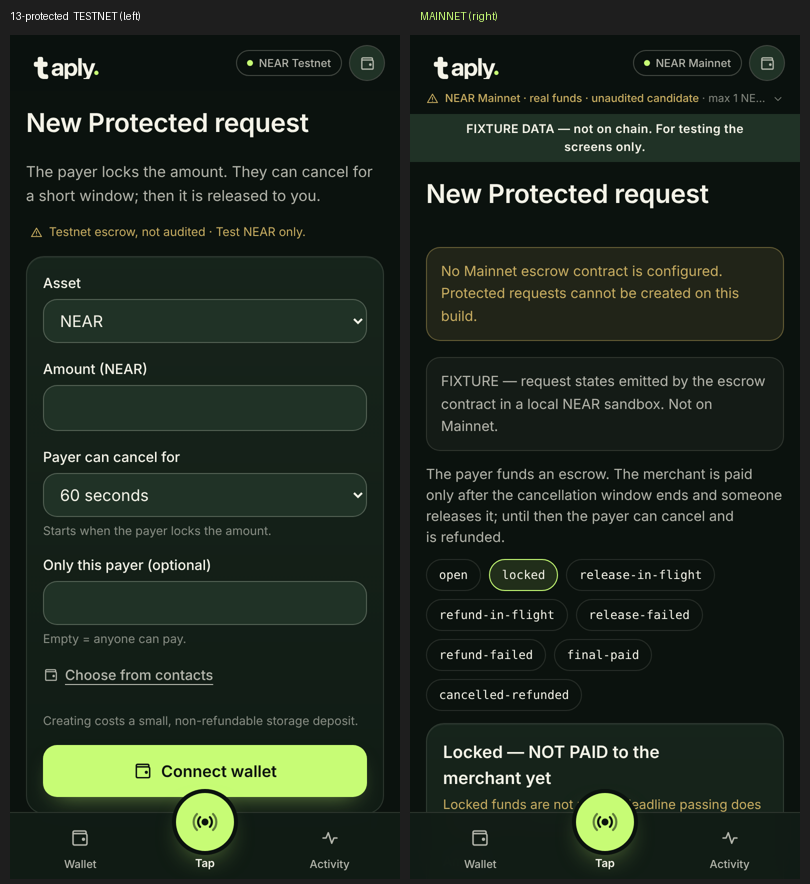 13-protected TESTNET (left)
taply.
NEAR Testnet
New Protected request
The payer locks the amount. They can cancel for
a short window; then it is released to you.
Testnet escrow, not audited · Test NEAR only.
Asset
NEAR
Amount (NEAR)
Payer can cancel for
60 seconds
Starts when the payer locks the amount.
Only this payer (optional)
Empty = anyone can pay.
Choose from contacts
Creating costs a small, non-refundable storage deposit.
Connect wallet
Wallet
Tap
Activity
MAINNET (right)
taply.
NEAR Mainnet
NEAR Mainnet · real funds · unaudited candidate · max 1 NE...
FIXTURE DATA — not on chain. For testing the
screens only.
New Protected request
No Mainnet escrow contract is configured.
Protected requests cannot be created on this
build.
FIXTURE — request states emitted by the escrow
contract in a local NEAR sandbox. Not on
Mainnet.
The payer funds an escrow. The merchant is paid
only after the cancellation window ends and someone
releases it; until then the payer can cancel and
is refunded.
open
locked
release-in-flight
refund-in-flight
release-failed
refund-failed
final-paid
cancelled-refunded
Locked — NOT PAID to the
merchant yet
Locked funds are not passing does
Wallet
Tap
Activity